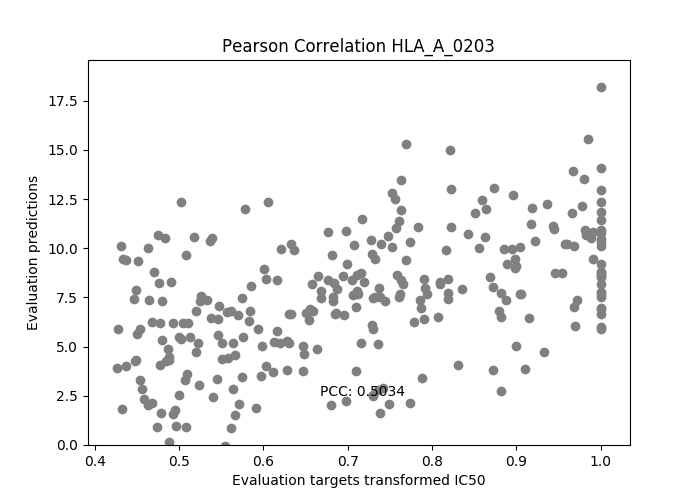 Pearson Correlation HLA_A_0203
17.5
15.0
12.5
10.0
7.5
5.0
2.5
0.0
Evaluation predictions
PCC: 0.5034
0.4 0.5 0.6 0.7 0.8 0.9 1.0
Evaluation targets transformed IC50